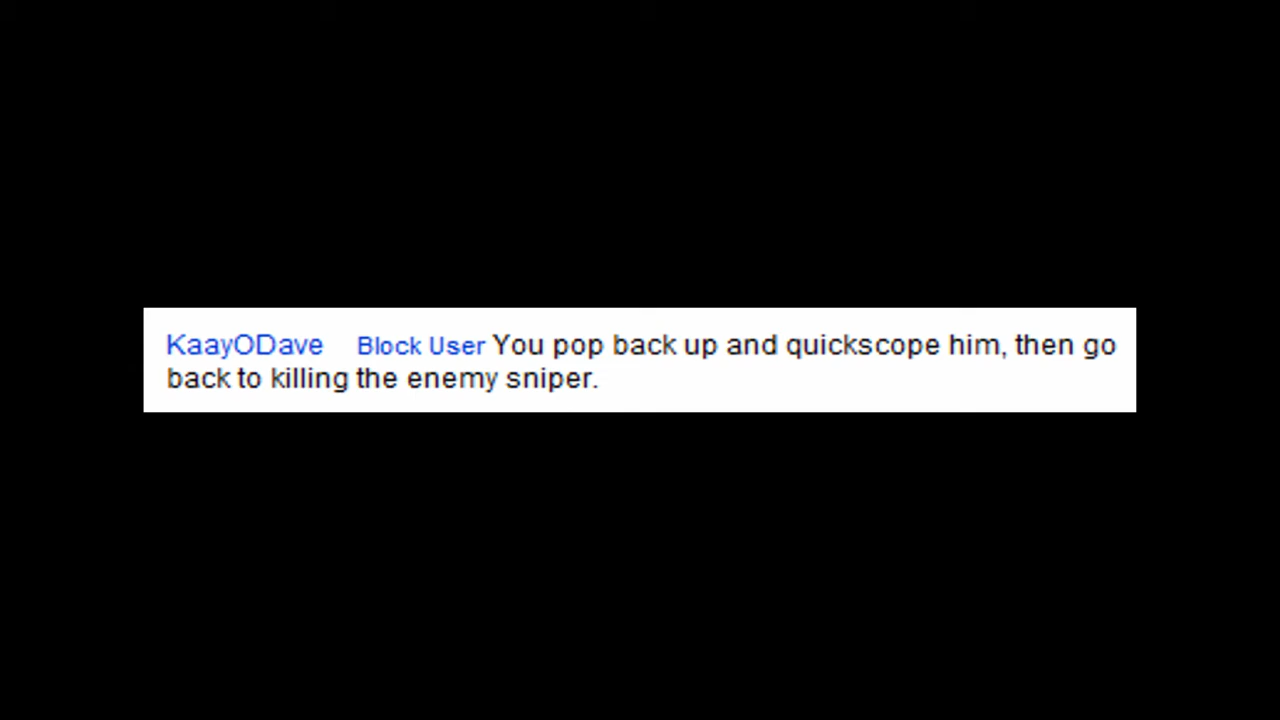 KaayODave Block User You pop back up and quickscope him, then go
back to killing the enemy sniper.